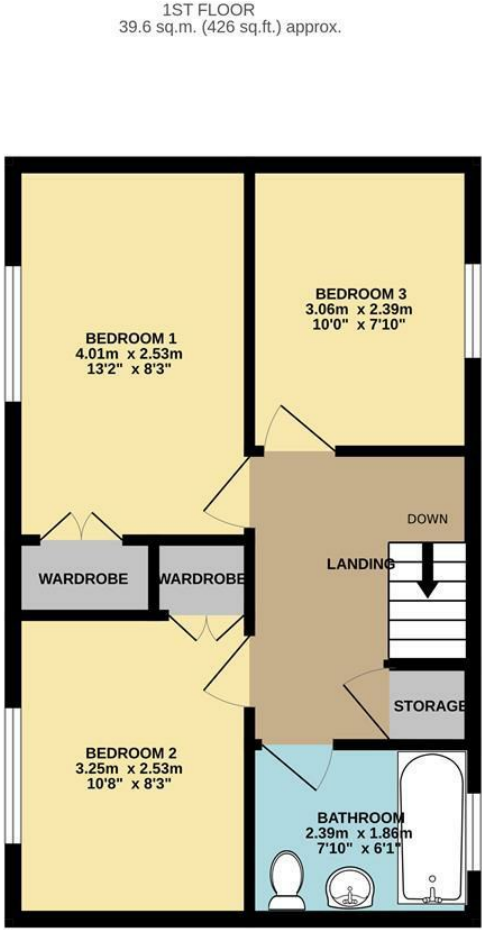 1ST FLOOR
39.6 sq.m. (426 sq.ft.) approx.
BEDROOM 3
3.06m x 2.39m
10'0" x 7'10"
BEDROOM 1
4.01m x 2.53m
13'2" x 8'3"
DOWN
LANDING
WARDROBE
WARDROBE
STORAGE
BEDROOM 2
3.25m x 2.53m
10'8" x 8'3"
BATHROOM
2.39m x 1.86m
7'10" x 6'1"